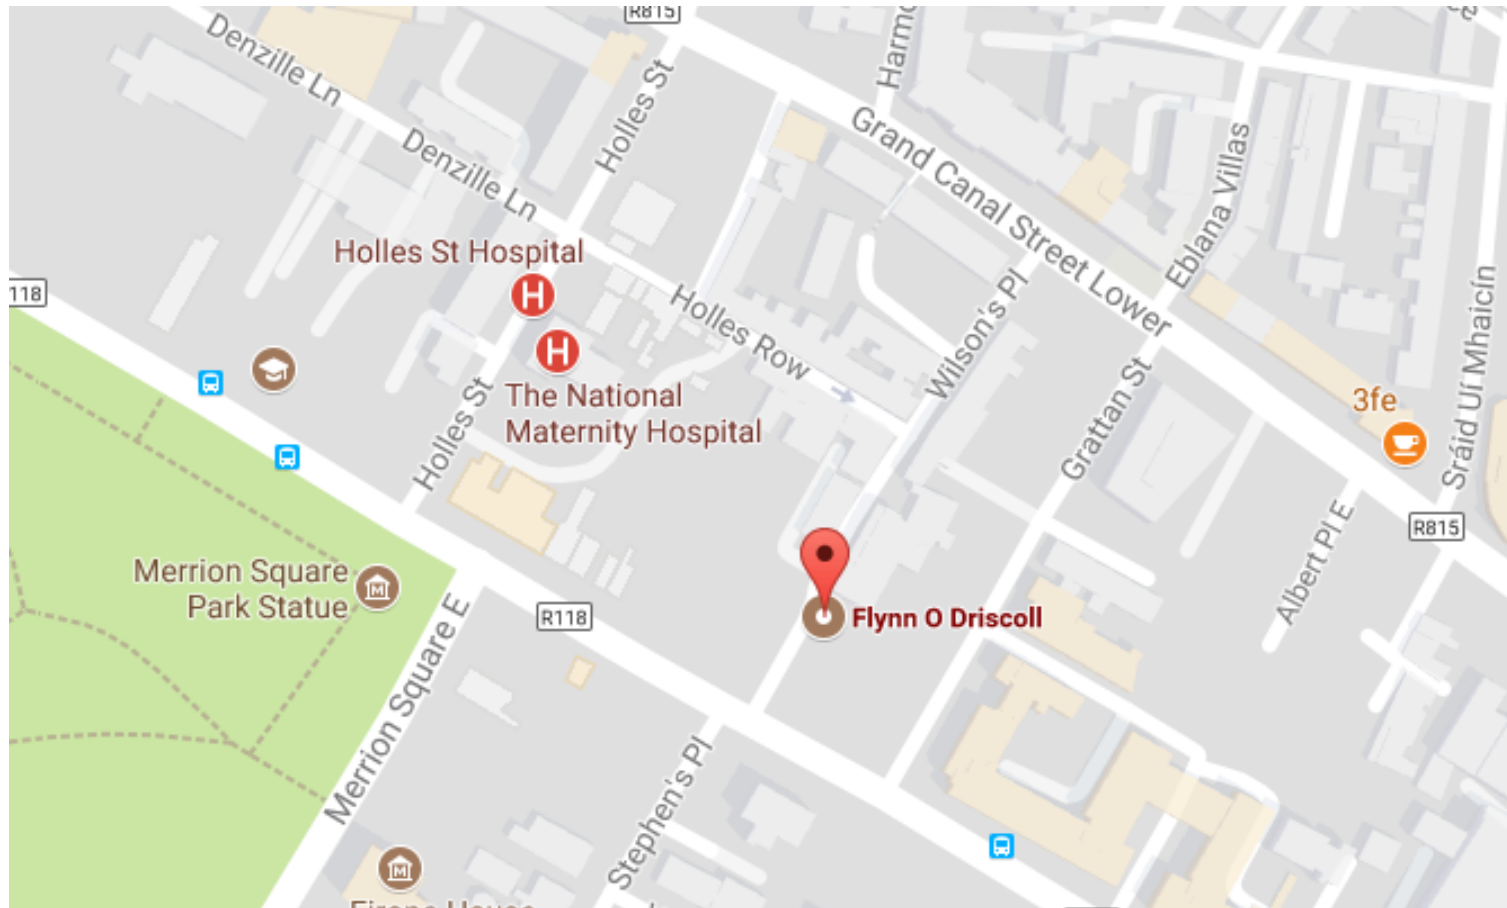 R815
Harmo
Denzille Ln
Holles St
Grand Canal Street Lower
Denzille Ln
Eblana Villas
Holles St Hospital
H
118
Holles Row
Wilson's Pl
H
The National
Maternity Hospital
Holles St
Grattan St
3fe
Sráid Uí Mhaicín
R815
Albert Pl E
Merrion Square
Park Statue
M
R118
Flynn O Driscoll
Merrion Square E
Stephen's Pl
M
Eirene House